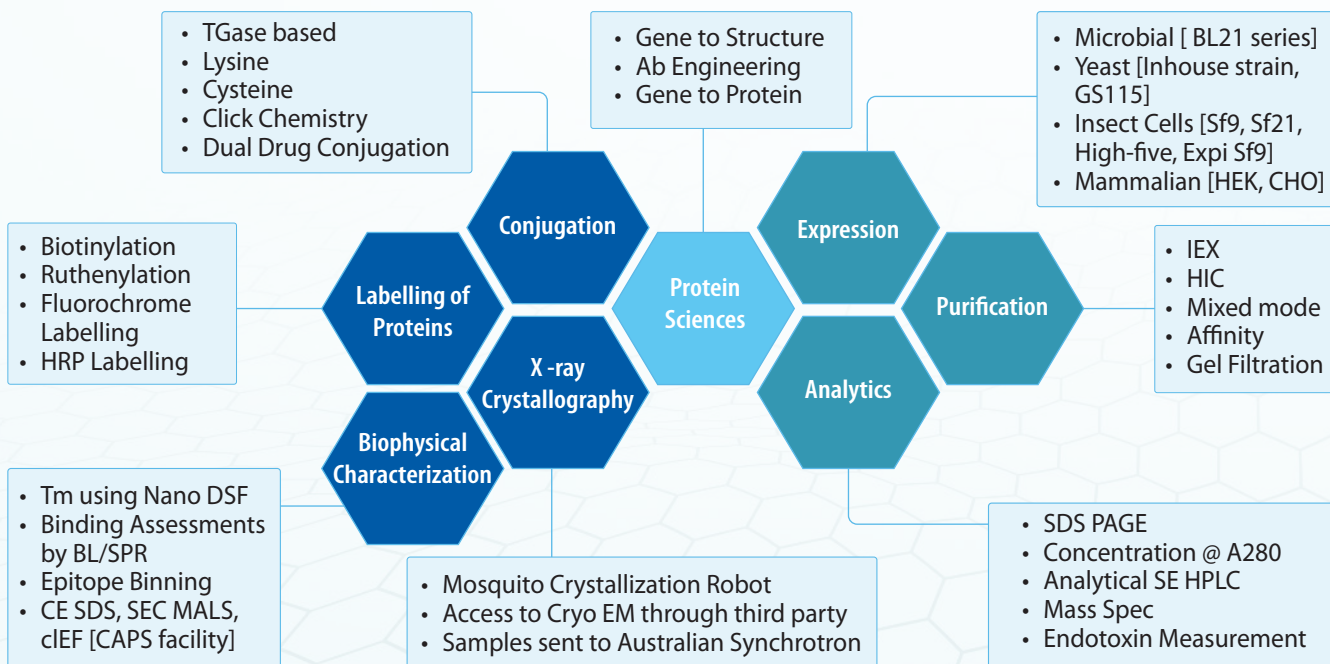 • TGase based
• Lysine
• Cysteine
• Click Chemistry
• Dual Drug Conjugation
• Gene to Structure
• Ab Engineering
• Gene to Protein
• Microbial [ BL21 series]
• Yeast [Inhouse strain,
GS115]
• Insect Cells [Sf9, Sf21,
High-five, Expi Sf9]
• Mammalian [HEK, CHO]
Conjugation
Expression
• Biotinylation
• Ruthenylation
• Fluorochrome
Labelling
• HRP Labelling
Labelling of
Proteins
Protein
Sciences
Purification
• IEX
• HIC
• Mixed mode
• Affinity
• Gel Filtration
X -ray
Crystallography
Analytics
Biophysical
Characterization
• Tm using Nano DSF
• Binding Assessments
by BL/SPR
• Epitope Binning
• CE SDS, SEC MALS,
cIEF [CAPS facility]
• Mosquito Crystallization Robot
• Access to Cryo EM through third party
• Samples sent to Australian Synchrotron
• SDS PAGE
• Concentration @ A280
• Analytical SE HPLC
• Mass Spec
• Endotoxin Measurement